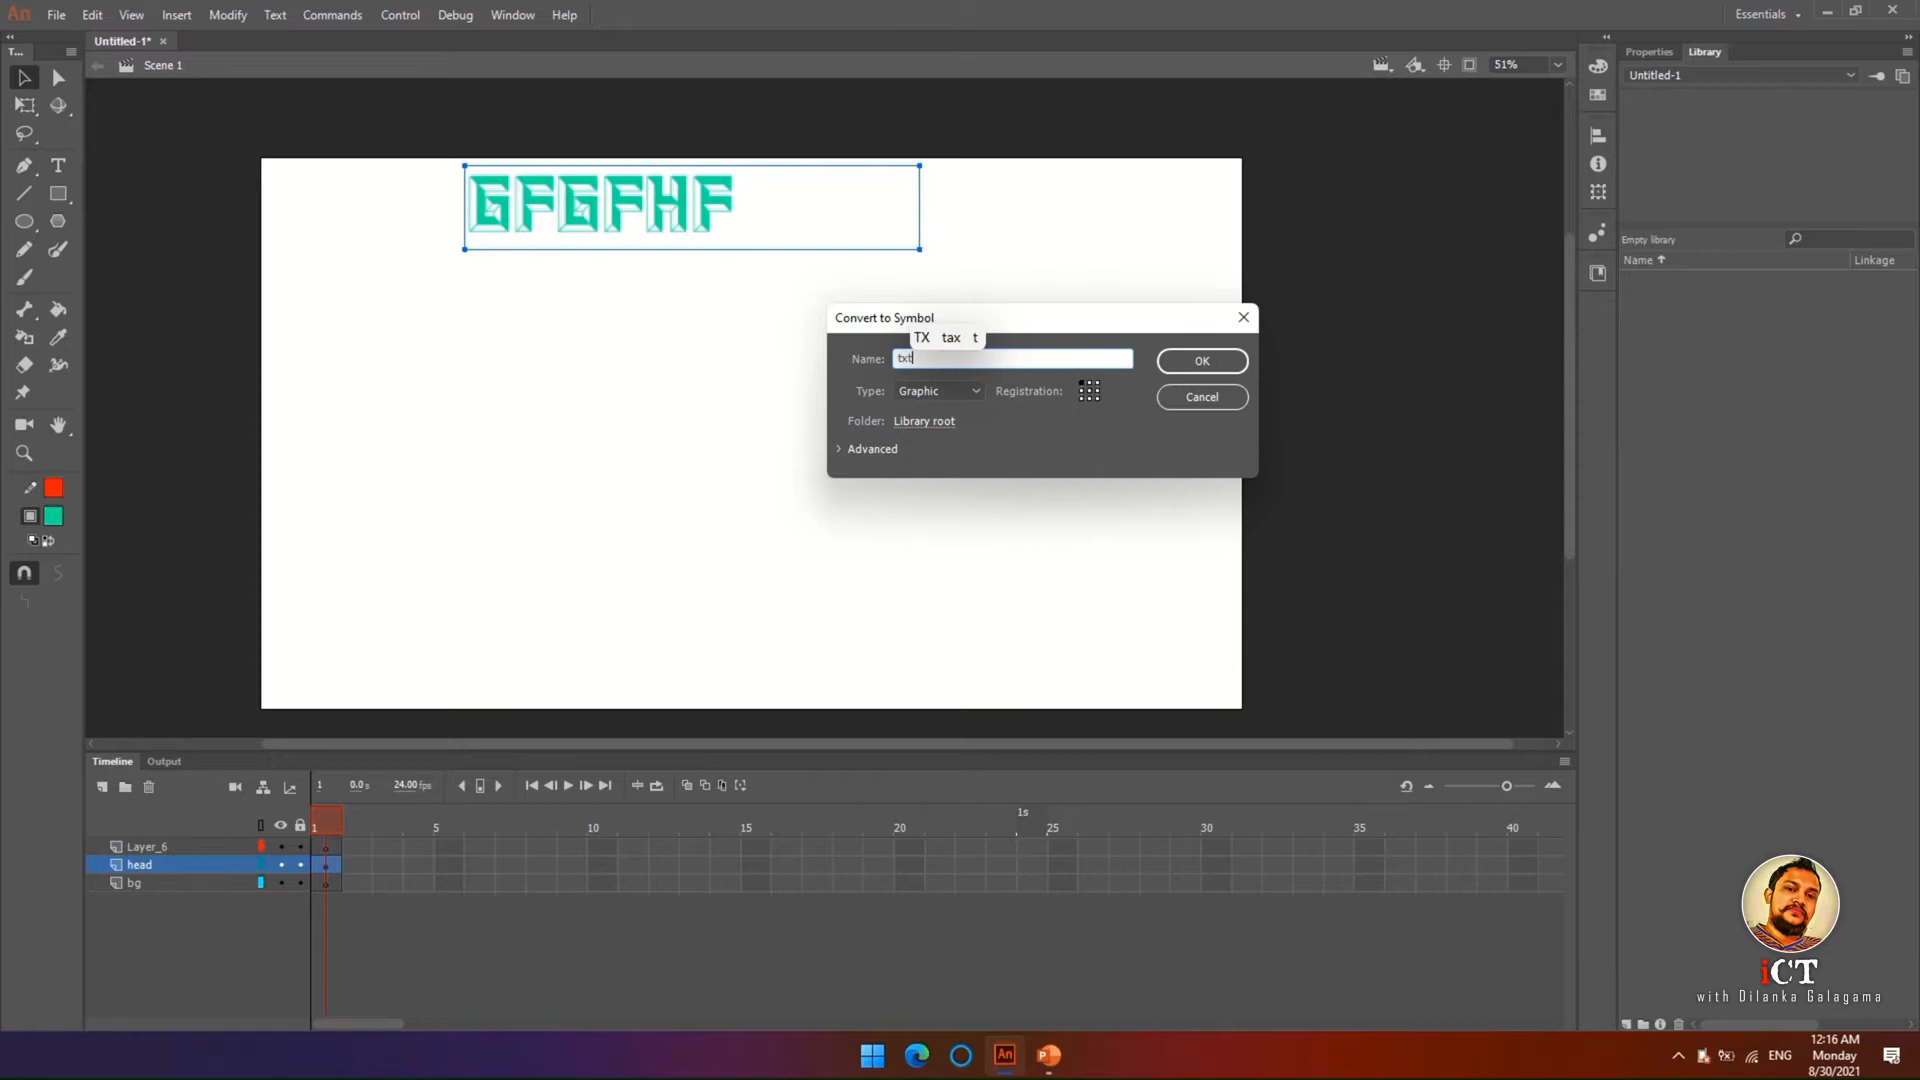 An File Edit View Insert Modify Text Commands Control Debug Window Help Essentials
T... Untitled-1* Properties Library
Scene 1 51% Untitled-1
GFGFHF
Empty library
Name Linkage
Convert to Symbol
TX tax t
Name: txt OK
Type: Graphic Registration: Cancel
Folder: Library root
Advanced
Timeline Output
1 0.0s 24.00 fps
1s
1 5 10 15 20 25 30 35 40
Layer_6
head
bg
iCT
with Dilanka Galagama
An P ENG
12:16 AM
Monday
8/30/2021